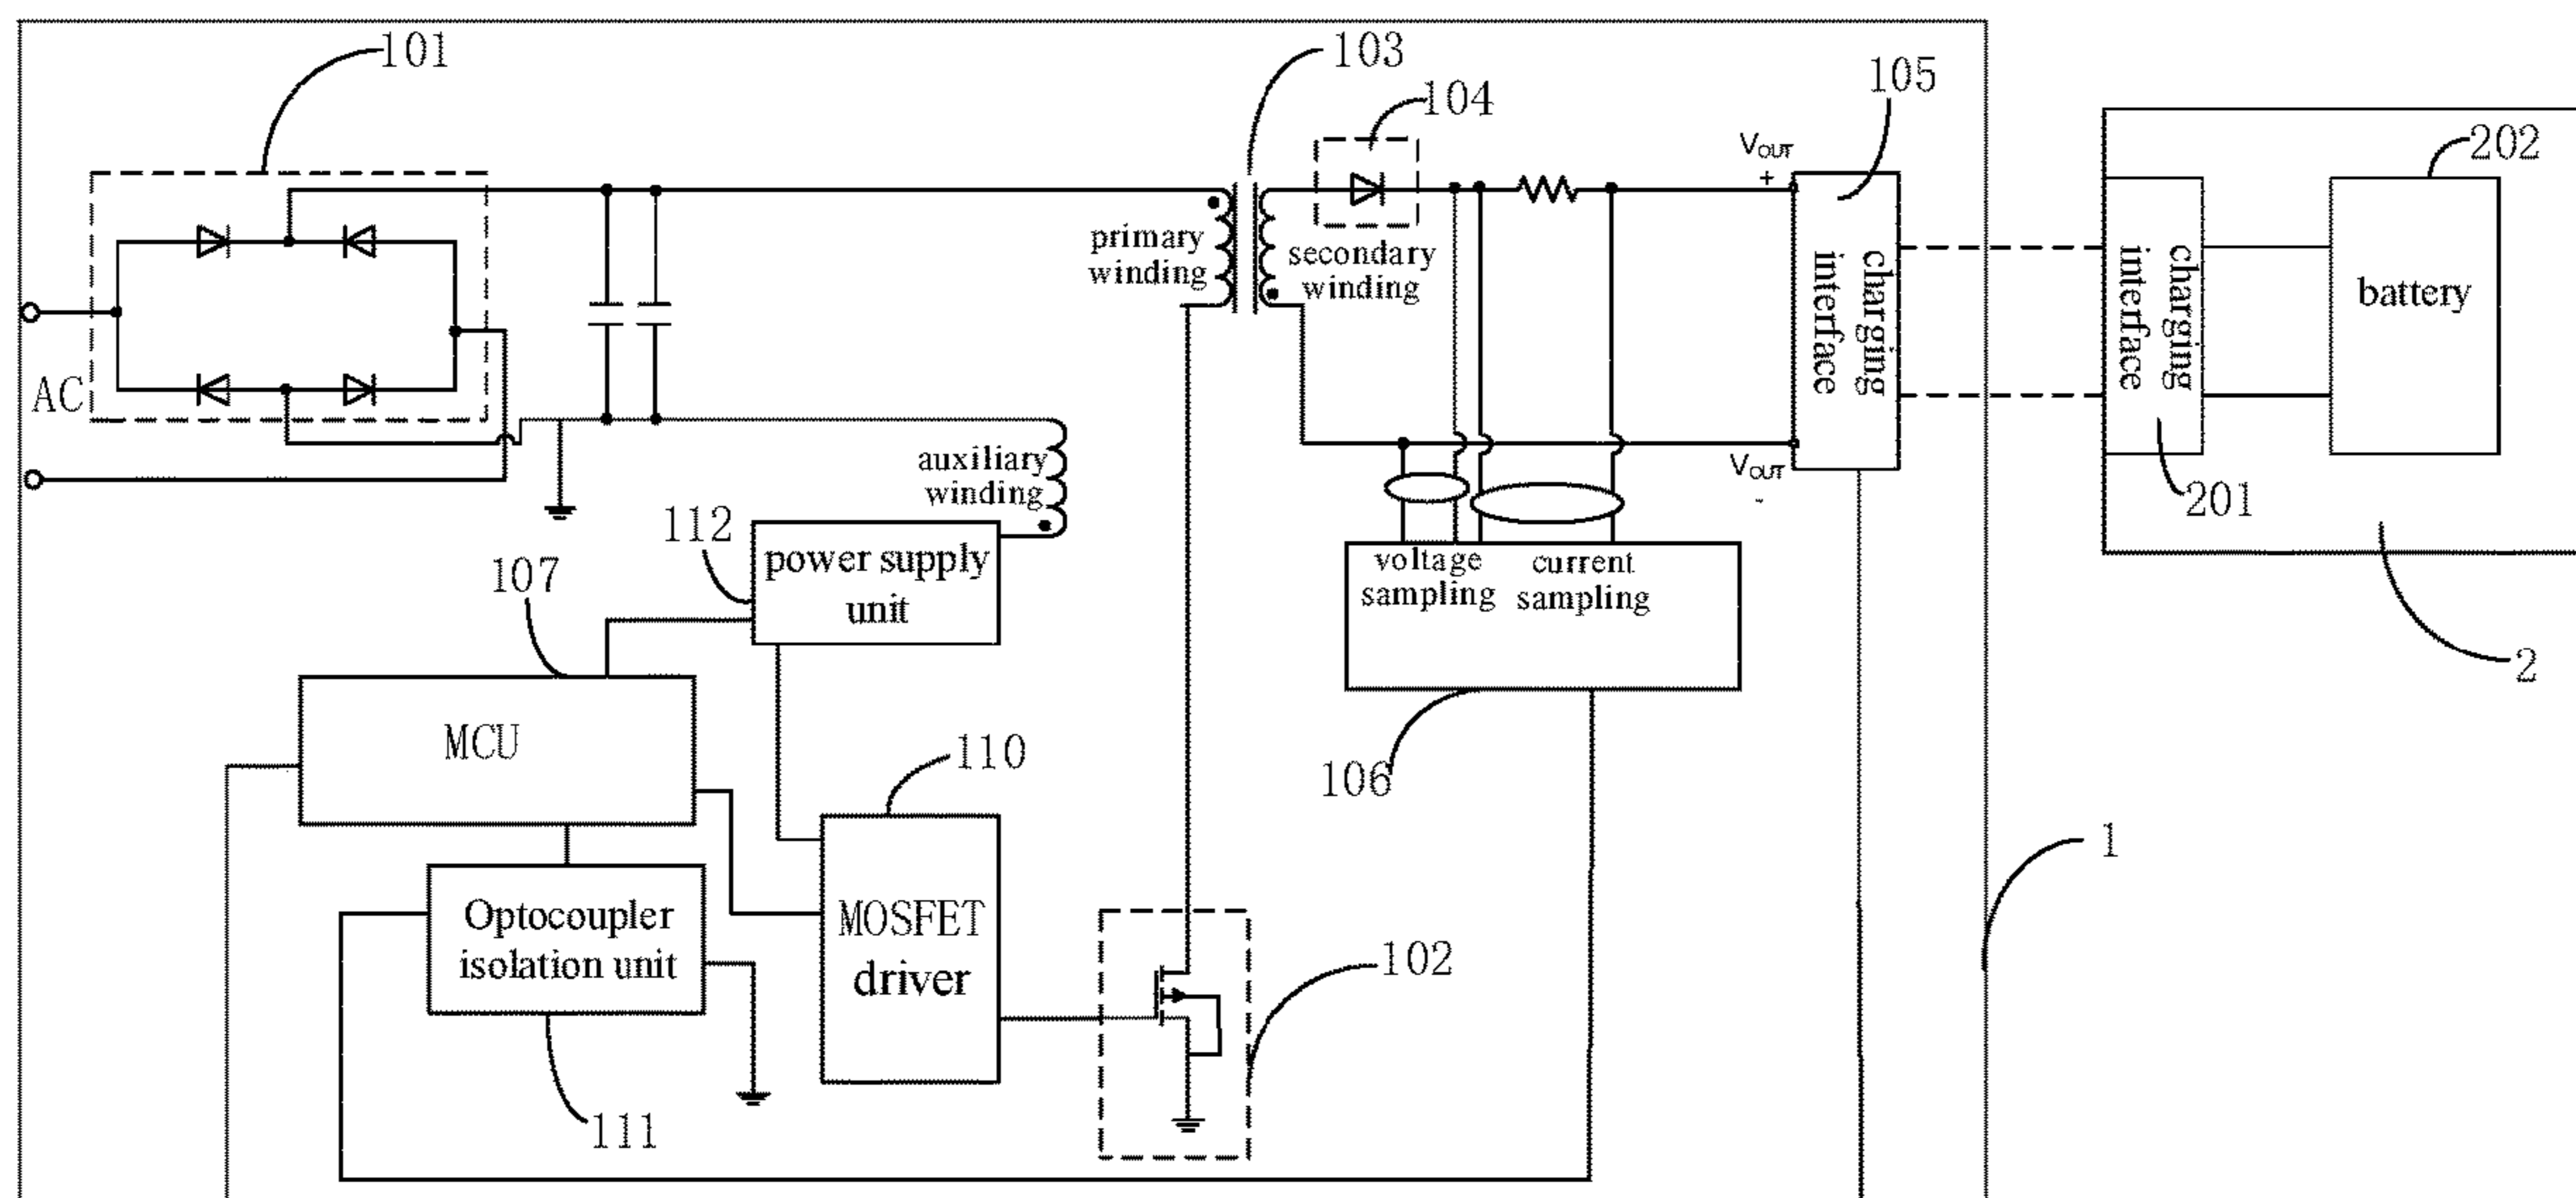 101
103
104
105
202
V_OUT
+
primary
winding
secondary
winding
charging
interface
charging
interface
battery
AC
auxiliary
winding
V_OUT
-
201
112
power supply
unit
voltage
sampling
current
sampling
107
2
MCU
110
106
1
Optocoupler
isolation unit
MOSFET
driver
102
111